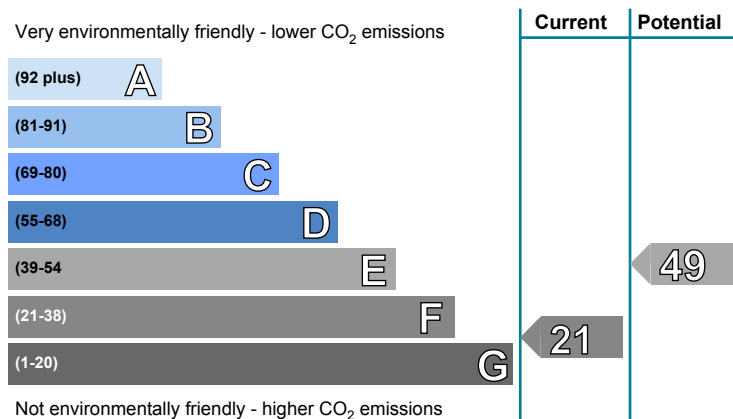 Current Potential
Very environmentally friendly - lower CO₂ emissions
(92 plus) A
(81-91) B
(69-80) C
(55-68) D
(39-54 E
49
(21-38) F
21
(1-20) G
Not environmentally friendly - higher CO₂ emissions